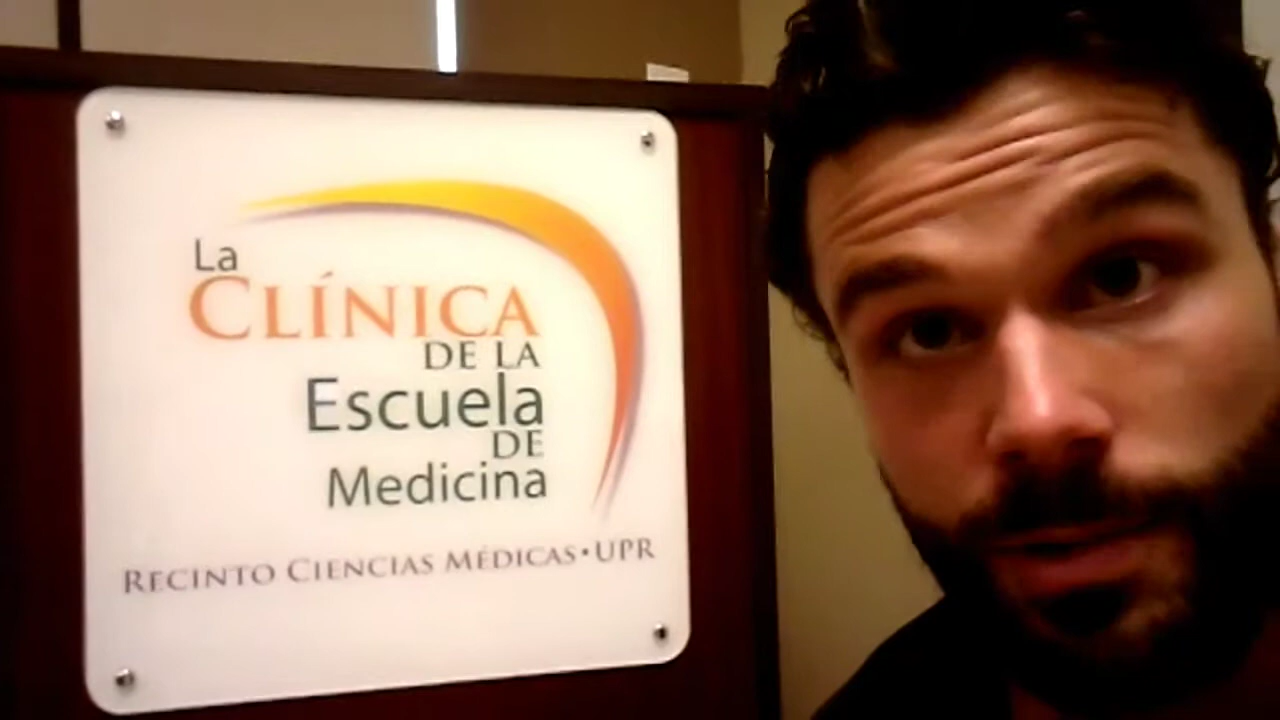 La
CLÍNICA
DE LA
Escuela
DE
Medicina
RECINTO CIENCIAS MÉDICAS • UPR